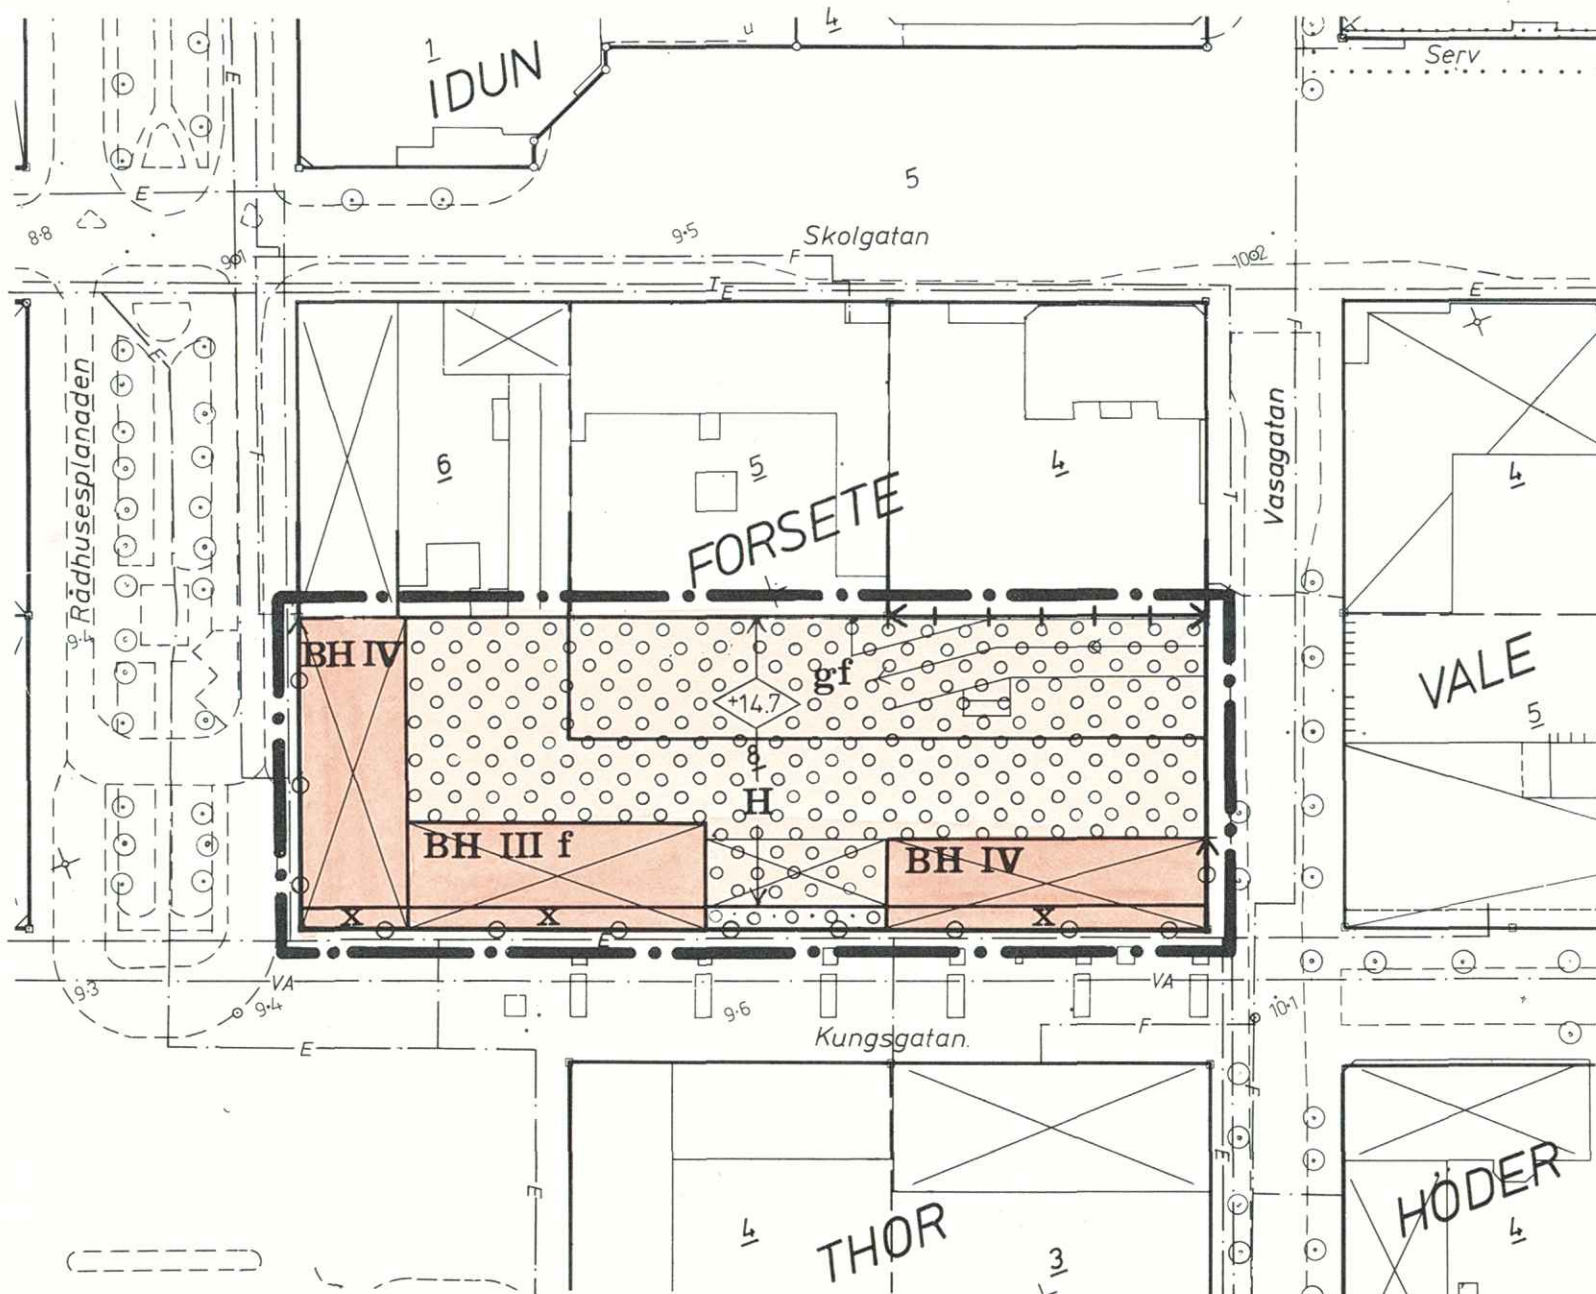 4
u
1
IDUN
Serv
E
5
E
8.8
9.5
Skolgatan
F
9.1
10.02
T
E
E
E
Rådhusesplanaden
T
6
5
4
FORSETE
T
Vasagatan
4
9.4
BH IV
gf
+14.7
VALE
5
8
H
BH III f
BH IV
x
x
x
E
VA
VA
9.3
9.4
9.6
10.1
Kungsgatan.
F
E
F
E
E
4
THOR
3
HÖDER
4